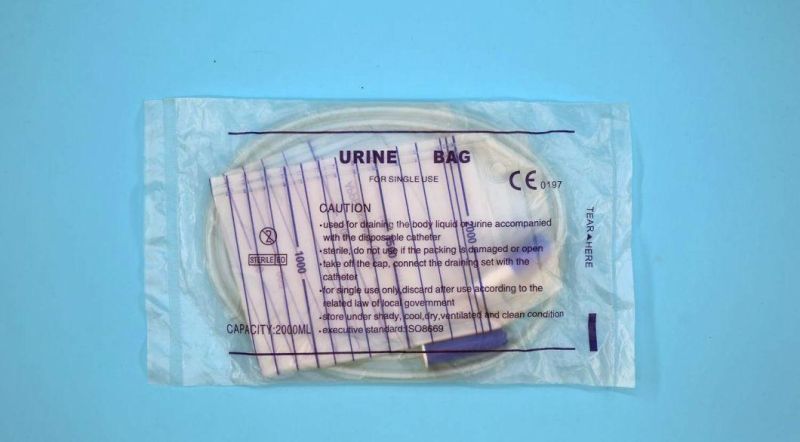 URINE BAG
FOR SINGLE USE
CE 0197
CAUTION
•used for draining the body liquid or urine accompanied
with the disposable catheter
•sterile, do not use if the packing is damaged or open
•take off the cap, connect the draining set with the
catheter
•for single use only,discard after use according to the
related law of local government
•store under shady, cool,dry,ventilated and clean condition
•executive standard:ISO8669
2
STERILE EO
CAPACITY:2000ML
1000
2000
TEAR HERE